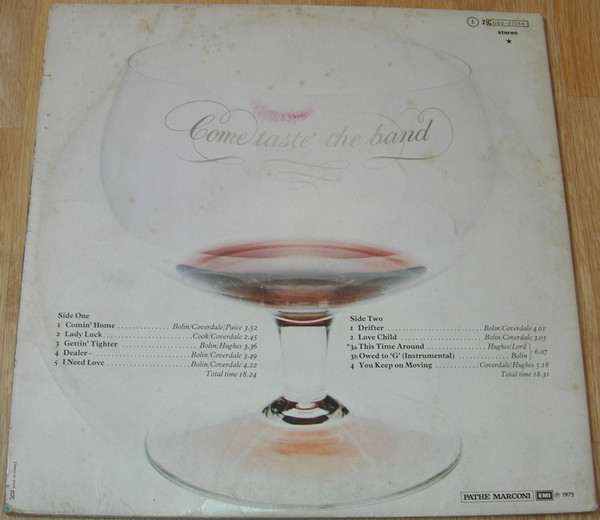 stereo
Come taste the band
Side One
1 Comin' Home Bolin/Coverdale/Paice 3.52
2 Lady Luck Cook/Coverdale 2.45
3 Gettin' Tighter Bolin/Hughes 3.36
4 Dealer Bolin/Coverdale 3.49
5 I Need Love Bolin/Coverdale 4.22
Total time 18.24
Side Two
1 Drifter Bolin/Coverdale 4.01
2 Love Child Bolin/Coverdale 3.05
*3a This Time Around Hughes/Lord
3b Owed to 'G' (Instrumental) Bolin 6.07
4 You Keep on Moving Coverdale/Hughes 5.18
Total time 18.31
PATHE MARCONI EMI ℗ 1975